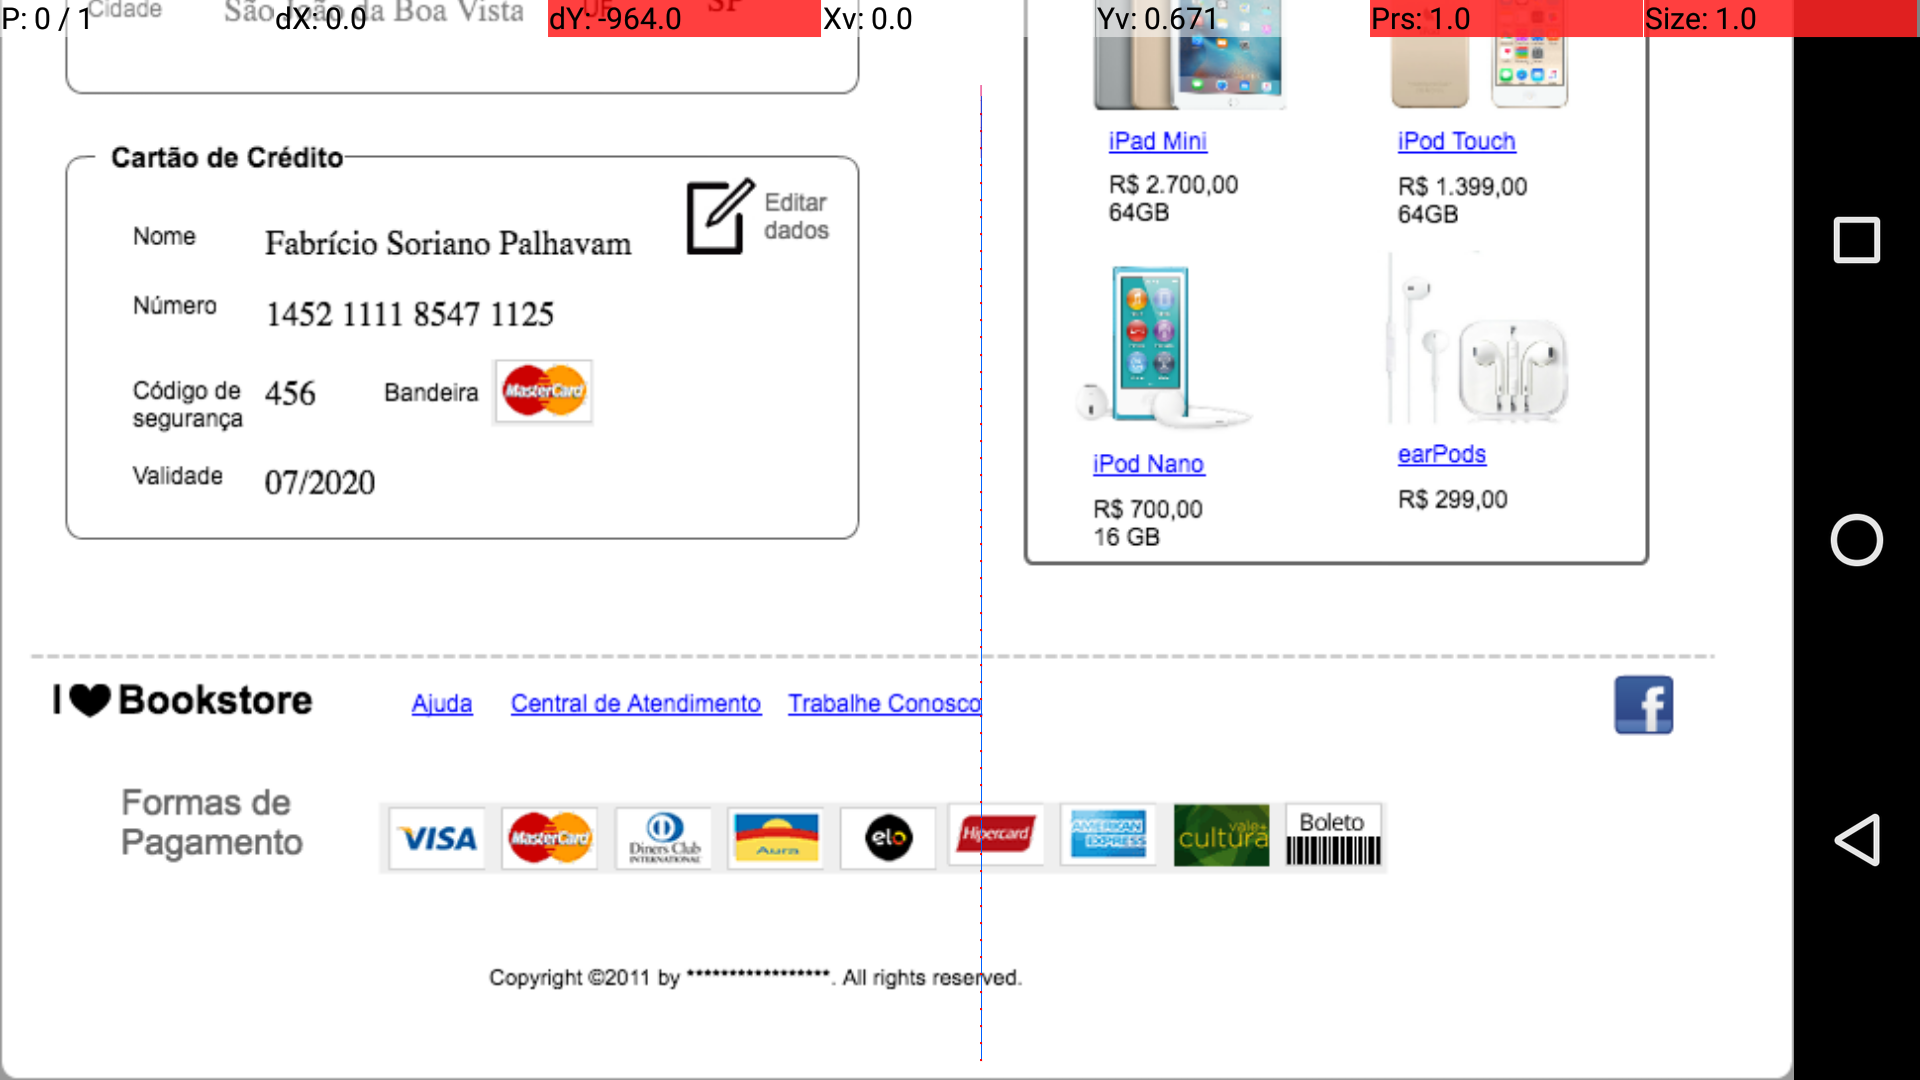 P: 0 / 1 dX: 0.0 dY: -964.0 Xv: 0.0 Yv: 0.671 Prs: 1.0 Size: 1.0
Cidade São João da Boa Vista UF SP
Cartão de Crédito
Editar
dados
Nome Fabrício Soriano Palhavam
Número 1452 1111 8547 1125
Código de
segurança 456 Bandeira MasterCard
Validade 07/2020
iPad Mini
R$ 2.700,00
64GB
iPod Touch
R$ 1.399,00
64GB
iPod Nano
R$ 700,00
16 GB
earPods
R$ 299,00
I Bookstore Ajuda Central de Atendimento Trabalhe Conosco f
Formas de
Pagamento
VISA MasterCard Diners Club INTERNATIONAL Aura elo Hipercard AMERICAN EXPRESS vale+ cultura Boleto
Copyright ©2011 by *****************. All rights reserved.